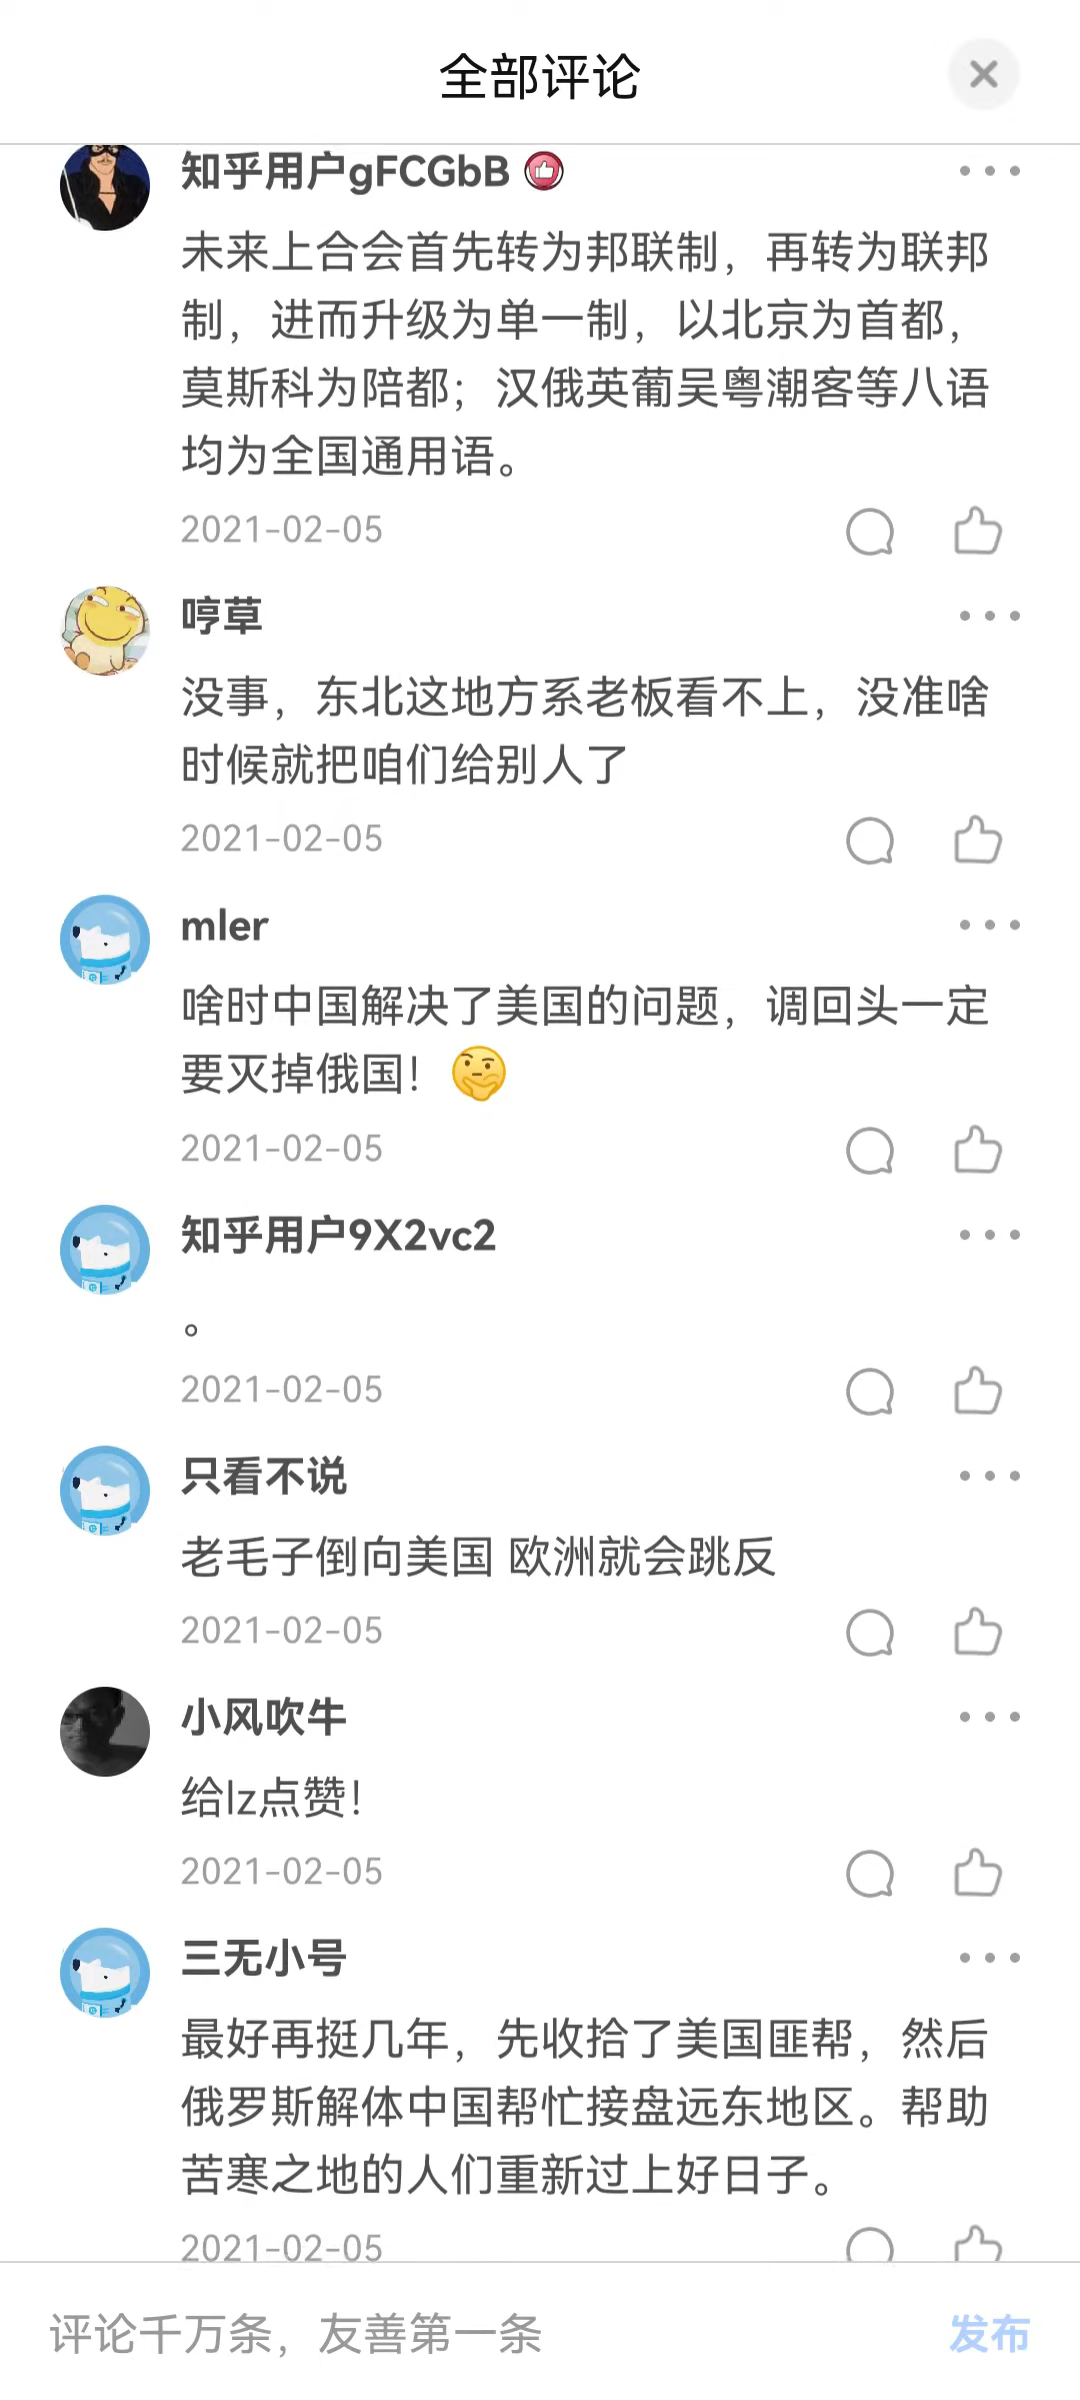 全部评论
知乎用户gFCGbB
未来上合会首先转为邦联制，再转为联邦
制，进而升级为单一制，以北京为首都，
莫斯科为陪都；汉俄英葡吴粤潮客等八语
均为全国通用语。
2021-02-05
哼草
没事，东北这地方系老板看不上，没准啥
时候就把咱们给别人了
2021-02-05
mler
啥时中国解决了美国的问题，调回头一定
要灭掉俄国！🤔
2021-02-05
知乎用户9X2vc2
。
2021-02-05
只看不说
老毛子倒向美国 欧洲就会跳反
2021-02-05
小风吹牛
给lz点赞！
2021-02-05
三无小号
最好再挺几年，先收拾了美国匪帮，然后
俄罗斯解体中国帮忙接盘远东地区。帮助
苦寒之地的人们重新过上好日子。
2021-02-05
评论千万条，友善第一条
发布